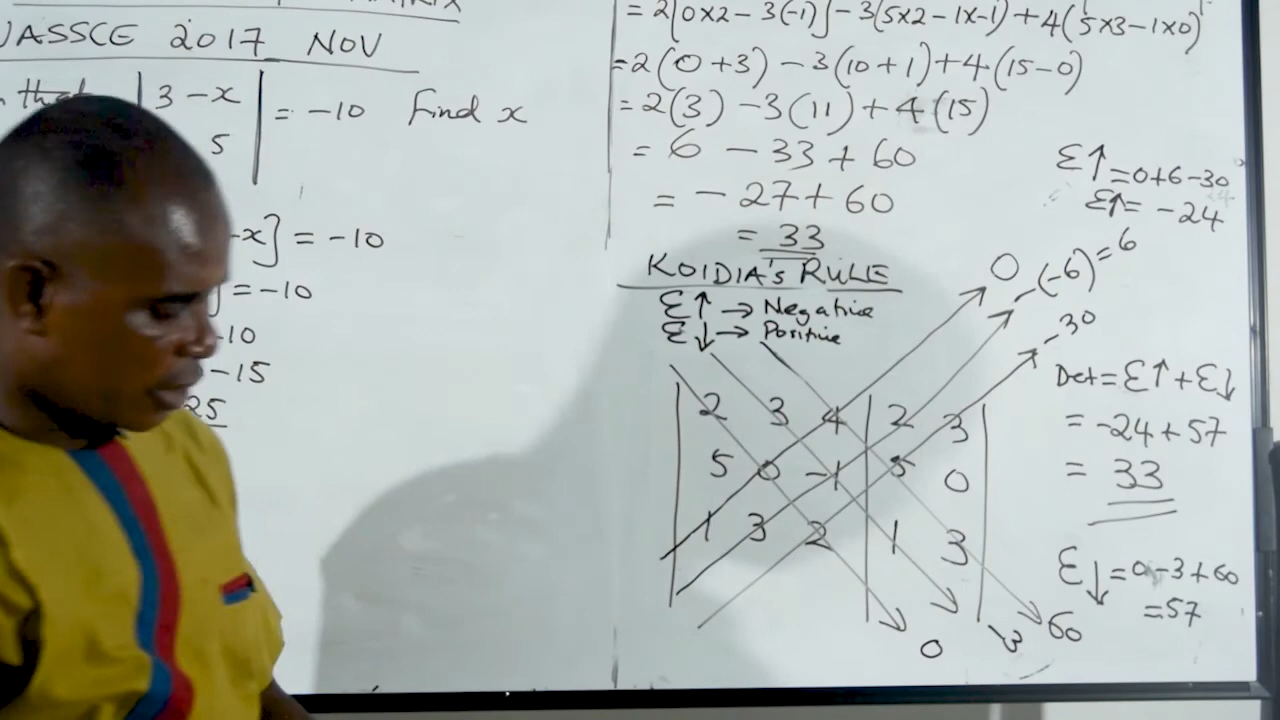 MATRIX
WASSCE 2017 NOV
that | 3 -x | = -10 Find x
5
-x] = -10
] = -10
-10
-15
25
= 2[0x2 - 3(-1)] - 3(5x2 - 1x-1) + 4(5x3 - 1x0)
= 2(0+3) - 3(10+1) + 4(15-0)
= 2(3) - 3(11) + 4(15)
= 6 - 33 + 60
= -27 + 60
= 33
KOIDIA's RULE
Ɛ↑ → Negative
Ɛ↓ → Positive
2 3 4 | 2 3
5 0 -1 | 5 0
1 3 2 | 1 3
0 -3 60
0
-(-6) = 6
-30
Ɛ↑ = 0+6-30
Ɛ↑ = -24
Det = Ɛ↑ + Ɛ↓
= -24 + 57
= 33
Ɛ↓ = 0-3+60
= 57